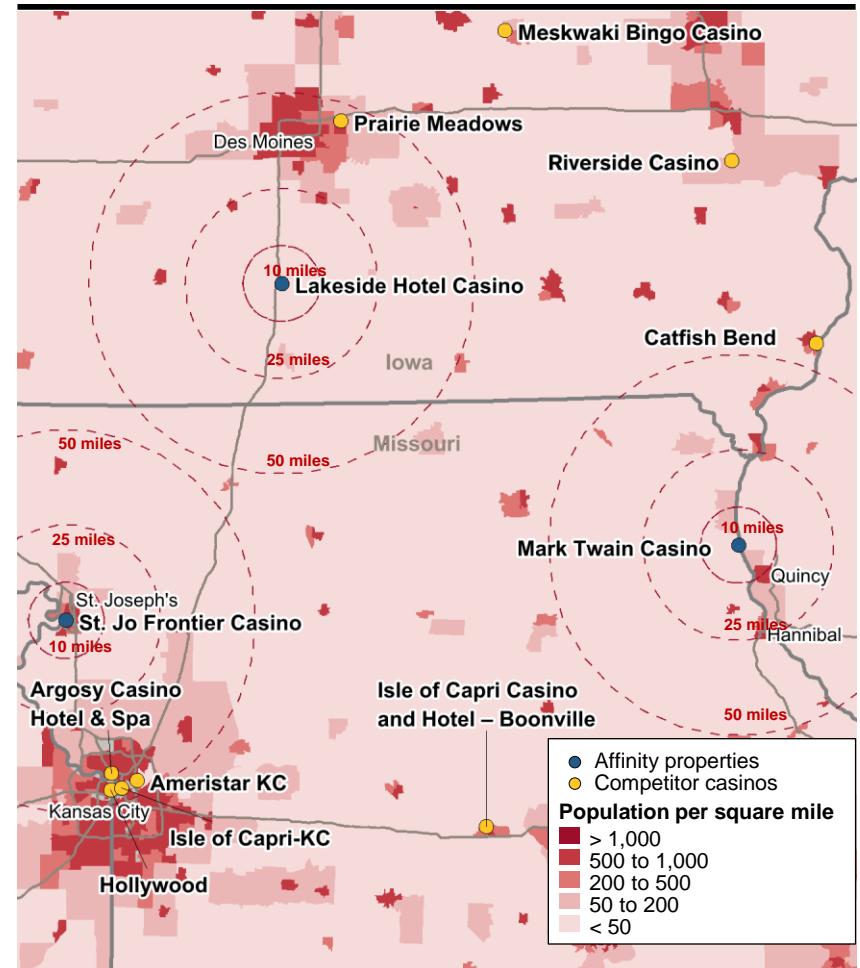 Meskwaki Bingo Casino
Prairie Meadows
Des Moines
Riverside Casino
10 miles
Lakeside Hotel Casino
Catfish Bend
25 miles
Iowa
Missouri
50 miles
50 miles
10 miles
25 miles
Mark Twain Casino
Quincy
St. Joseph's
St. Jo Frontier Casino
25 miles
Hannibal
10 miles
Argosy Casino
Hotel & Spa
Isle of Capri Casino
and Hotel – Boonville
50 miles
Affinity properties
Competitor casinos
Ameristar KC
Kansas City
Isle of Capri-KC
Hollywood
Population per square mile
> 1,000
500 to 1,000
200 to 500
50 to 200
< 50